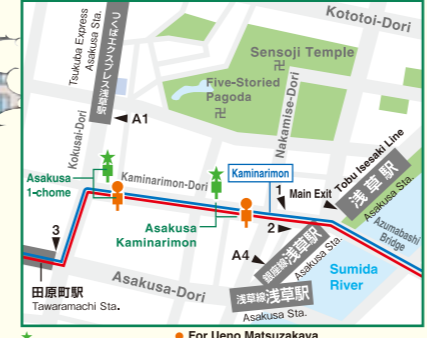 Kototoi-Dori
つくばエクスプレス浅草駅
Tsukuba Express
Asakusa Sta.
Sensoji Temple
卍
Five-Storied
Pagoda
卍
Nakamise-Dori
A1
Kokusai-Dori
Asakusa
1-chome
Kaminarimon-Dori
Kaminarimon
1
Main Exit
Tobu Isesaki Line
浅草駅
Asakusa Sta.
Asakusa
Kaminarimon
2
Azumabashi
Bridge
3
A4
銀座線浅草駅
Asakusa Sta.
浅草線浅草駅
Asakusa Sta.
Sumida
River
Asakusa-Dori
田原町駅
Tawaramachi Sta.
For Ueno Matsuzakaya